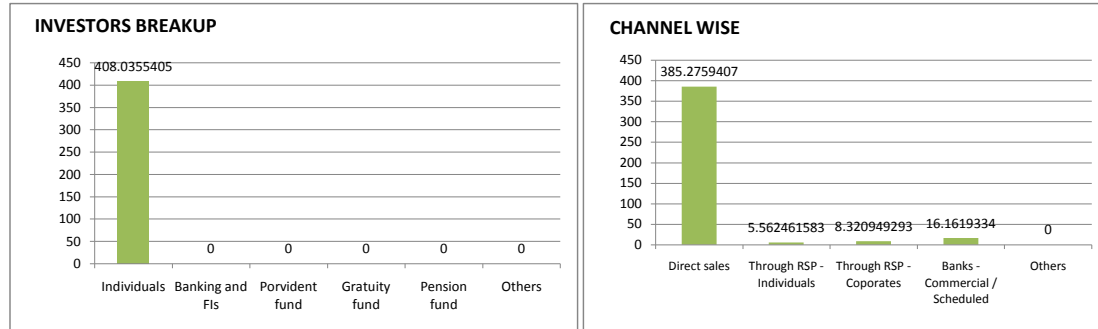 INVESTORS BREAKUP
450
408.0355405
400
350
300
250
200
150
100
50
0 0 0 0 0
0
Individuals Banking and Porvident Gratuity Pension Others
FIs fund fund fund
CHANNEL WISE
450
385.2759407
400
350
300
250
200
150
100
50
5.562461583 8.320949293 16.1619334 0
0
Direct sales Through RSP - Through RSP - Banks - Others
Individuals Coporates Commercial /
Scheduled